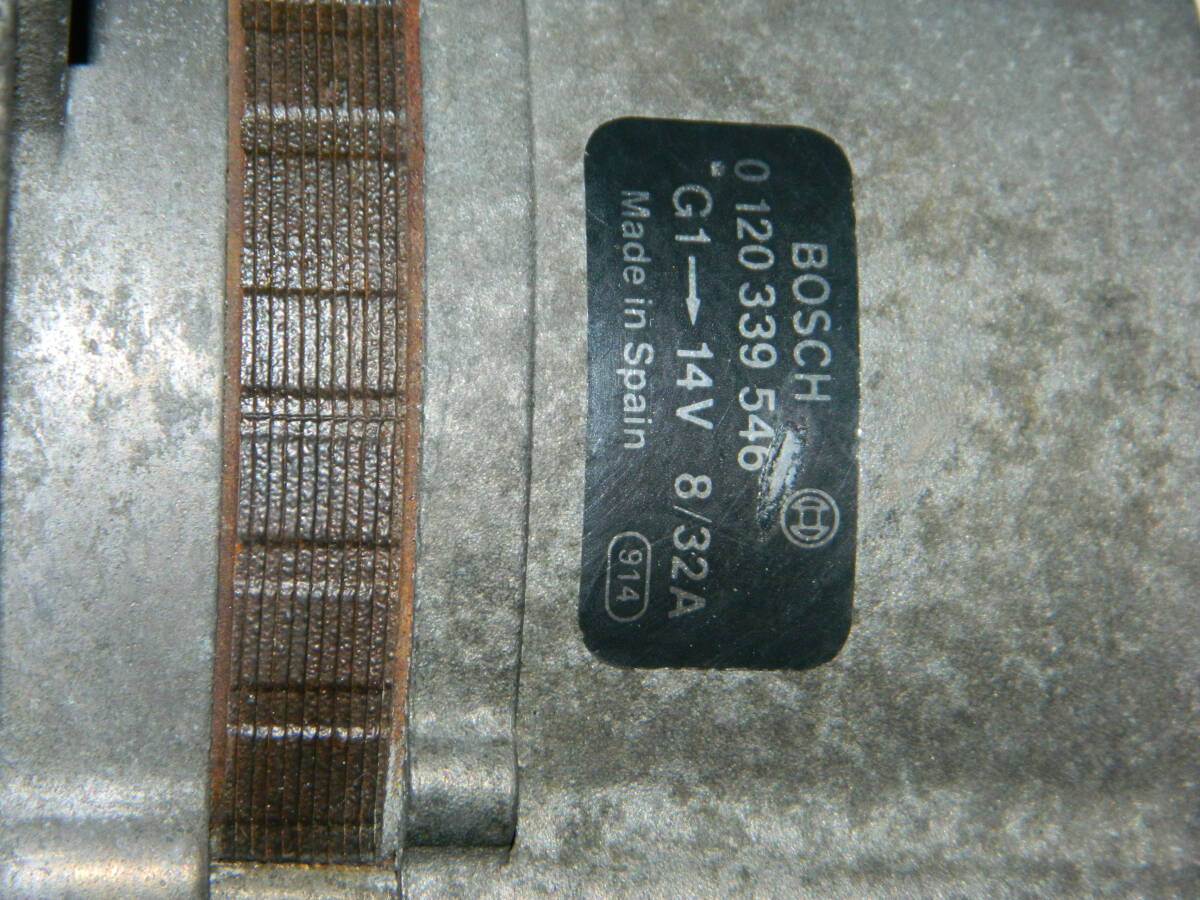 BOSCH
0 120 339 546
G1→14V 8/32A
Made in Spain
914